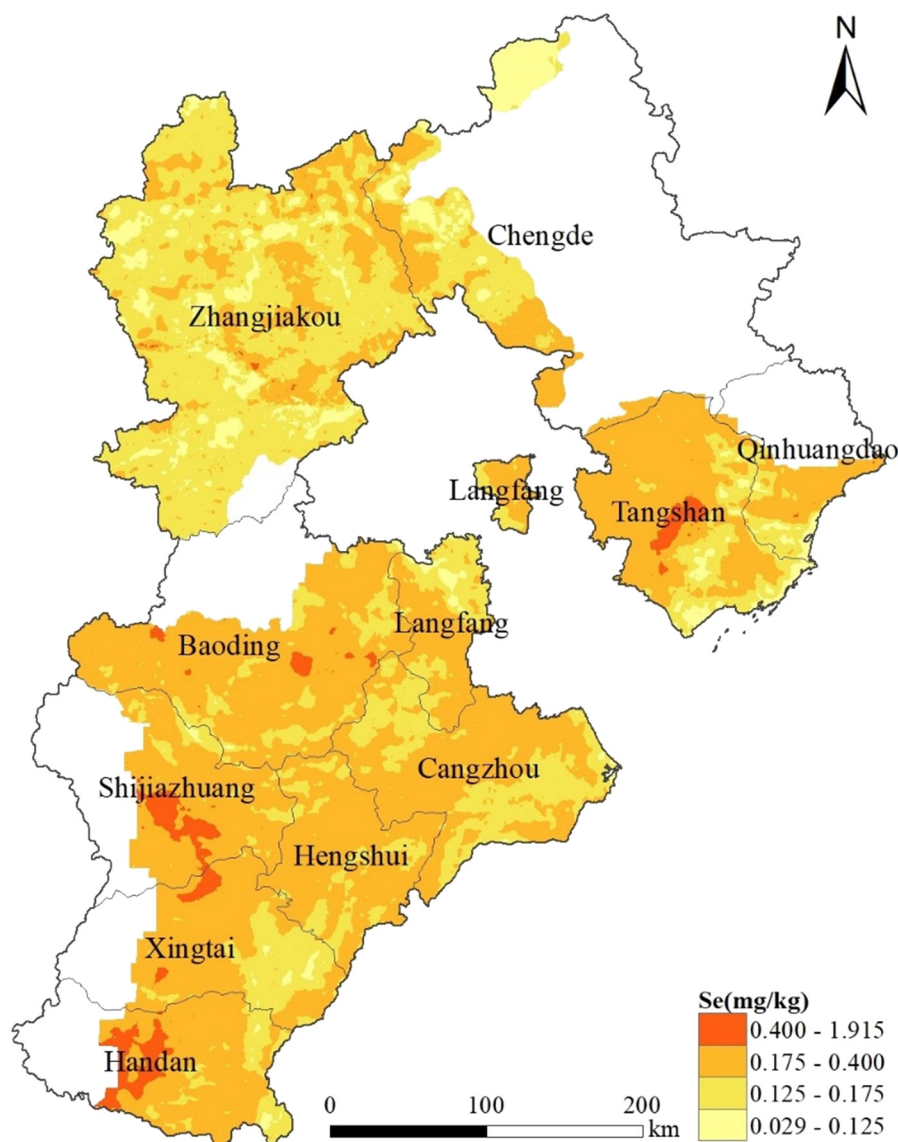 N
Chengde
Zhangjiakou
Qinhuangdao
Langfang
Tangshan
Langfang
Baoding
Cangzhou
Shijiazhuang
Hengshui
Xingtai
Handan
Se(mg/kg)
0.400 - 1.915
0.175 - 0.400
0.125 - 0.175
0.029 - 0.125
0 100 200
km